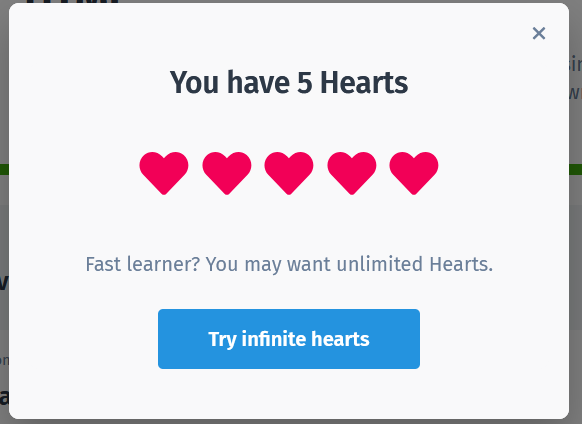 You have 5 Hearts
Fast learner? You may want unlimited Hearts.
Try infinite hearts